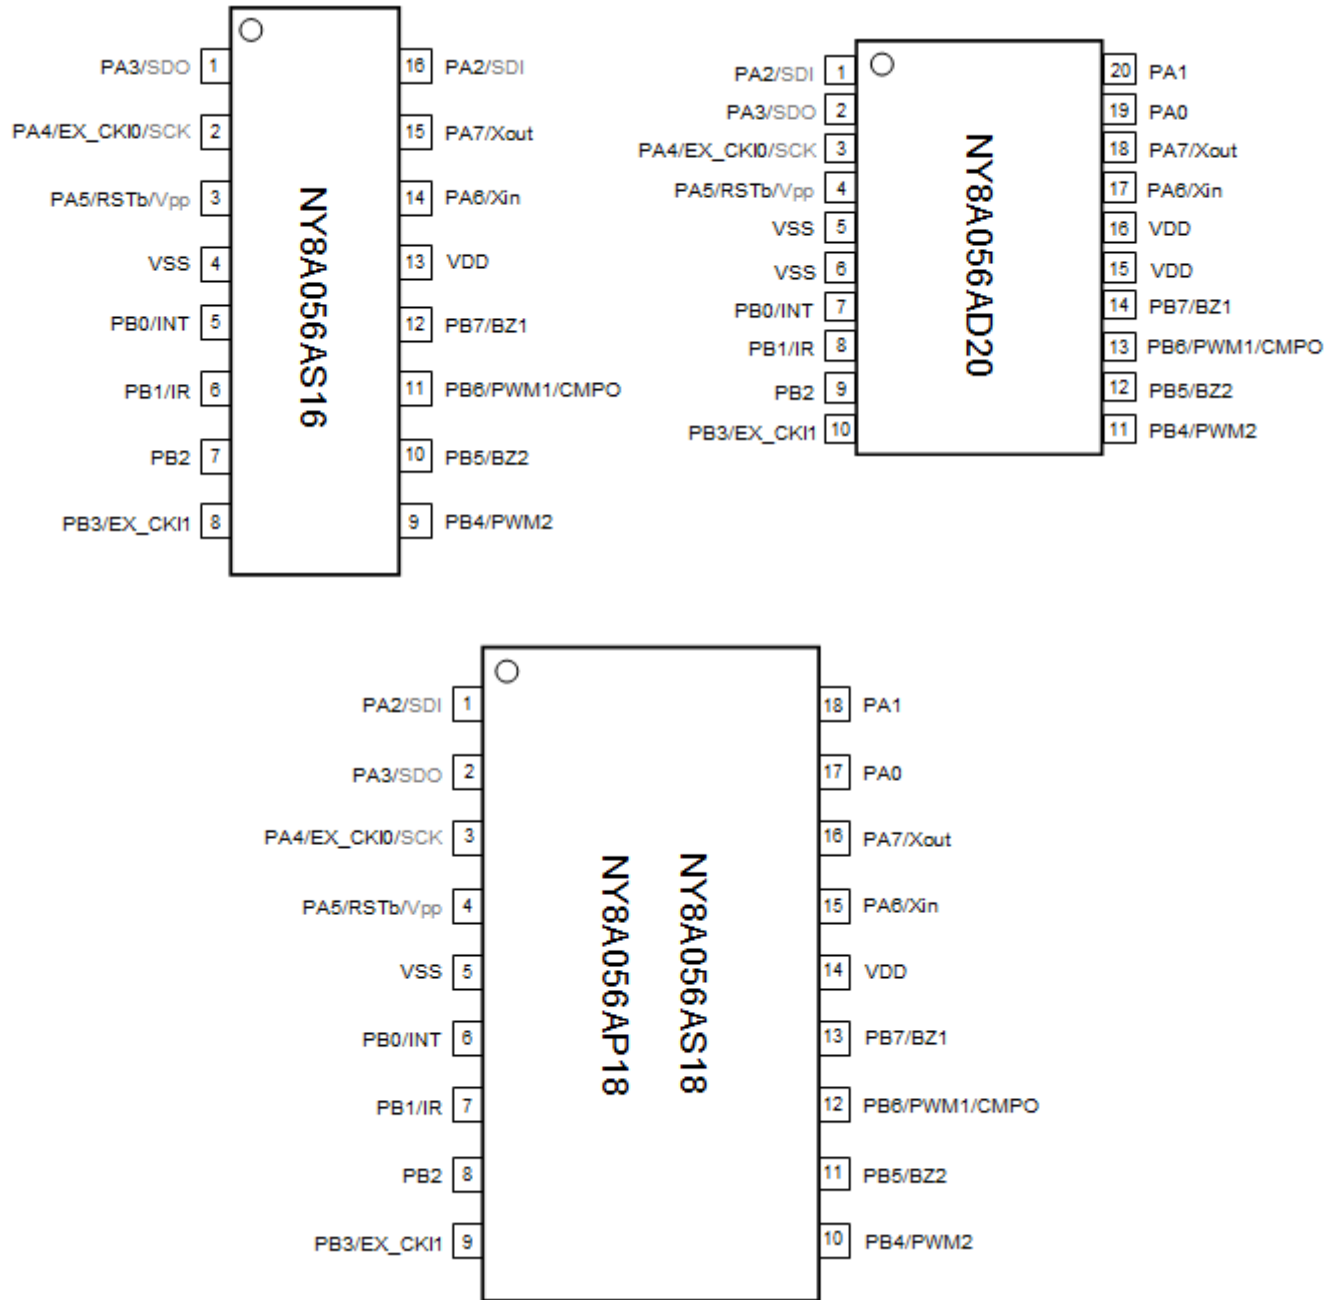 PA3/SDO 1
PA4/EX_CKI0/SCK 2
PA5/RSTb/Vpp 3
VSS 4
PB0/INT 5
PB1/IR 6
PB2 7
PB3/EX_CKI1 8
NY8A056AS16
16 PA2/SDI
15 PA7/Xout
14 PA6/Xin
13 VDD
12 PB7/BZ1
11 PB6/PWM1/CMPO
10 PB5/BZ2
9 PB4/PWM2
PA2/SDI 1
PA3/SDO 2
PA4/EX_CKI0/SCK 3
PA5/RSTb/Vpp 4
VSS 5
VSS 6
PB0/INT 7
PB1/IR 8
PB2 9
PB3/EX_CKI1 10
NY8A056AD20
20 PA1
19 PA0
18 PA7/Xout
17 PA6/Xin
16 VDD
15 VDD
14 PB7/BZ1
13 PB6/PWM1/CMPO
12 PB5/BZ2
11 PB4/PWM2
PA2/SDI 1
PA3/SDO 2
PA4/EX_CKI0/SCK 3
PA5/RSTb/Vpp 4
VSS 5
PB0/INT 6
PB1/IR 7
PB2 8
PB3/EX_CKI1 9
NY8A056AP18
NY8A056AS18
18 PA1
17 PA0
16 PA7/Xout
15 PA6/Xin
14 VDD
13 PB7/BZ1
12 PB6/PWM1/CMPO
11 PB5/BZ2
10 PB4/PWM2